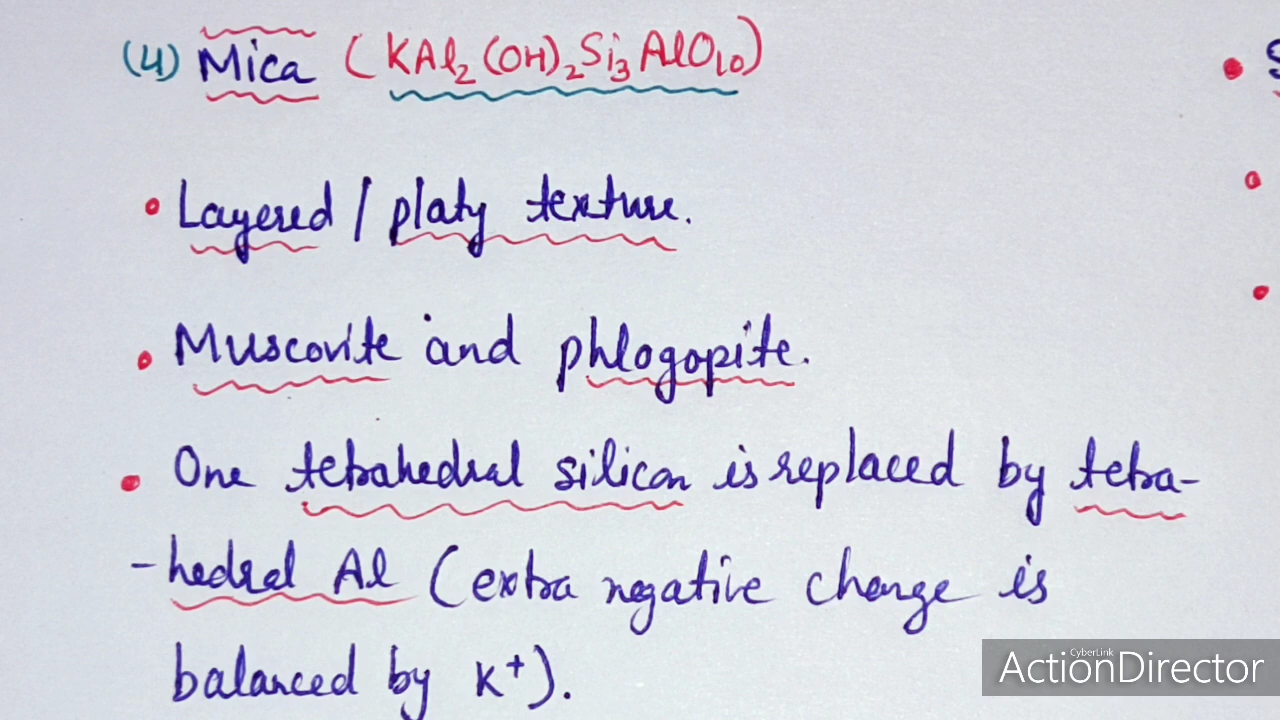 (4) Mica (KAl₂(OH)₂Si₃AlO₁₀)
• Layered / platy texture.
• Muscovite and phlogopite.
• One tetrahedral silicon is replaced by tetra-
-hedral Al (extra negative charge is
balanced by K⁺).
CyberLink
ActionDirector